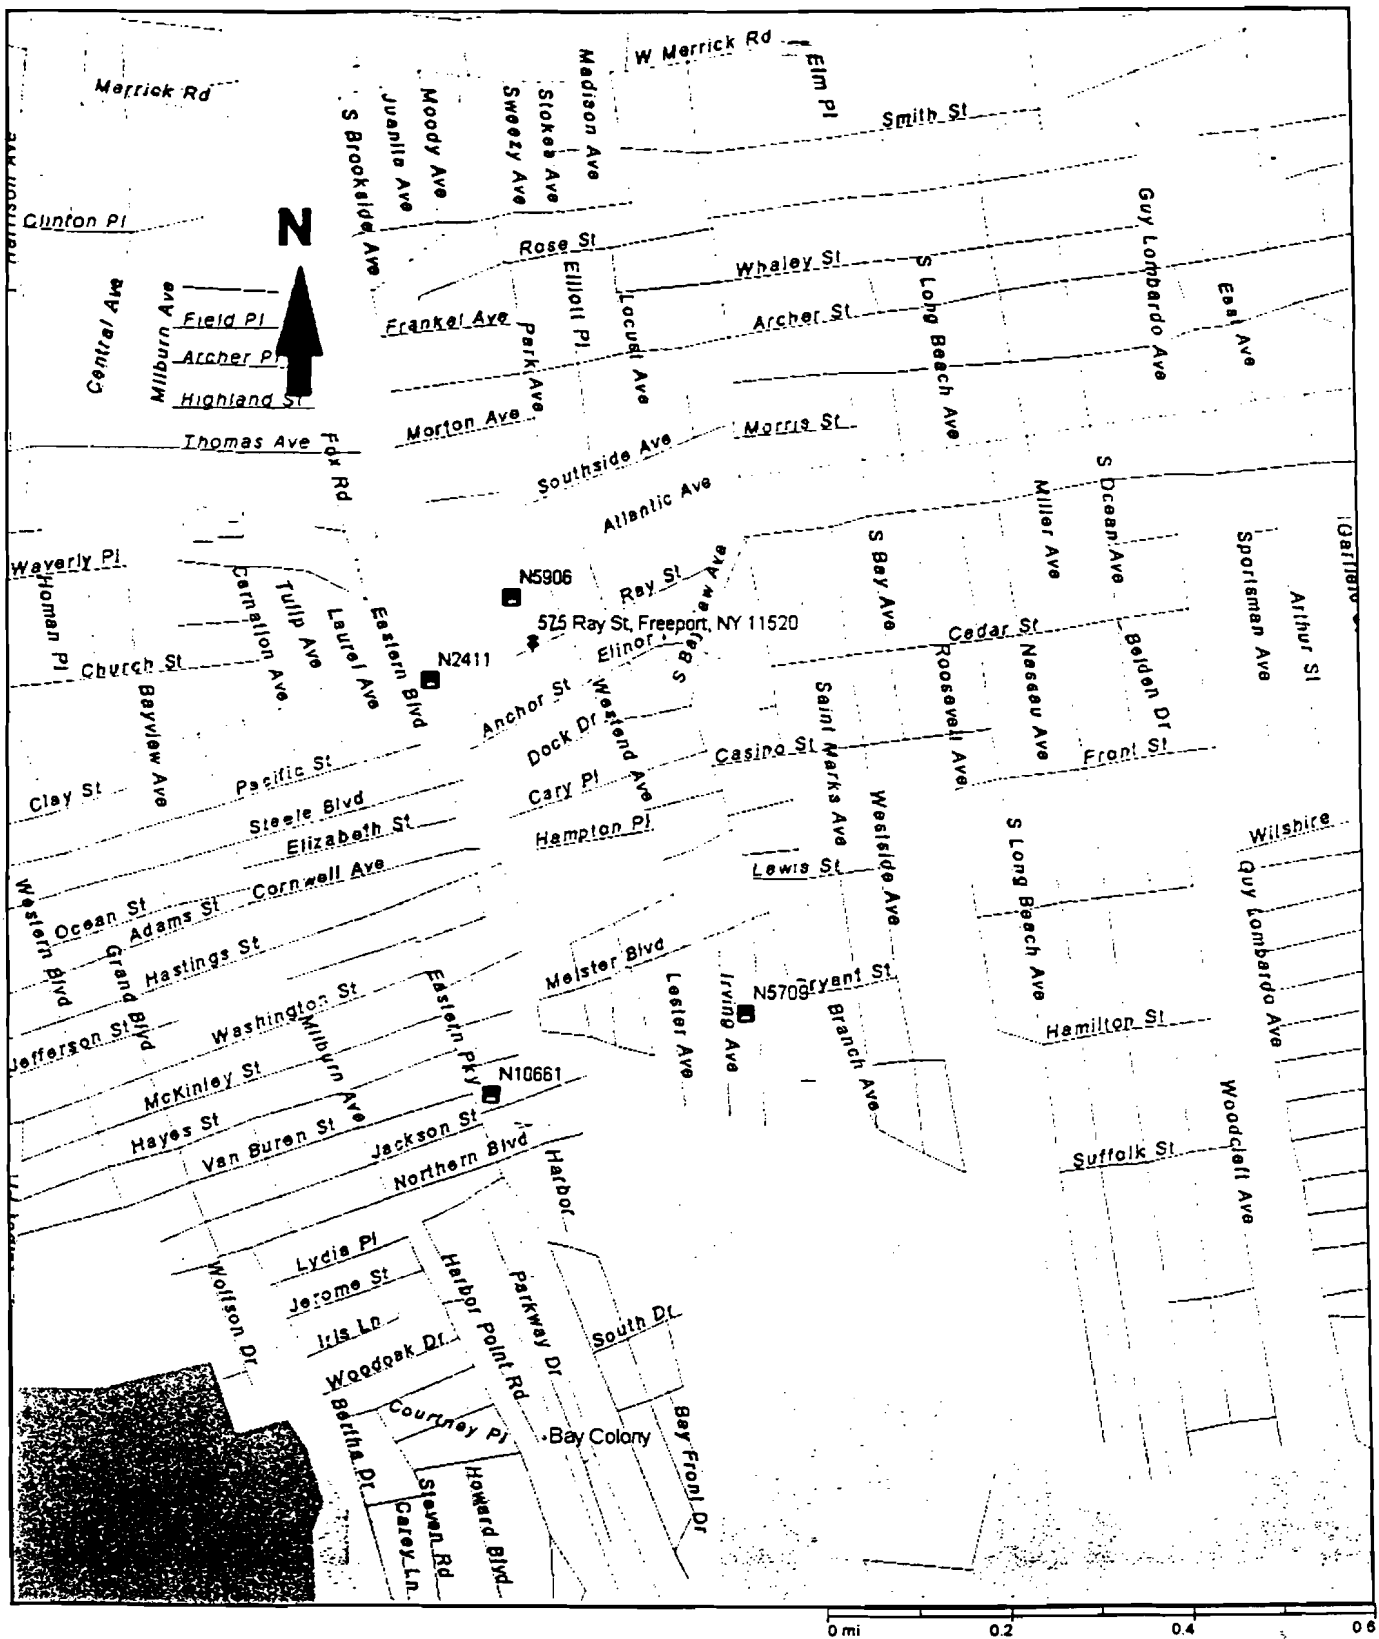 W Merrick Rd
Merrick Rd
Elm Pl
Madison Ave
Smith St
S Brookside Ave
Juanita Ave
Moody Ave
Sweezy Ave
Stokes Ave
Clinton Pl
N
Rose St
Guy Lombardo Ave
Whaley St
S Long Beach Ave
East Ave
Central Ave
Milburn Ave
Field Pl
Frankel Ave
Elliott Pl
Locust Ave
Archer St
Archer Pl
Park Ave
Highland St
Morton Ave
Morris St
Thomas Ave
Fox Rd
Southside Ave
Atlantic Ave
Miller Ave
S Ocean Ave
Waverly Pl
Homan Pl
Carnation Ave
Tulip Ave
Laurel Ave
Eastern Blvd
N5906
Ray St
S Bay Ave
Sportsman Ave
Arthur St
575 Ray St, Freeport, NY 11520
Elinor
Cedar St
Church St
N2411
Bayview Ave
Anchor St
Westend Ave
Saint Marks Ave
Roosevelt Ave
Nassau Ave
Belden Dr
Dock Dr
Casino St
Front St
Pacific St
Clay St
Cary Pl
Steele Blvd
Elizabeth St
Hampton Pl
Westside Ave
S Long Beach Ave
Wilshire
Cornwell Ave
Lewis St
Guy Lombardo Ave
Western Blvd
Ocean St
Adams St
Grand Blvd
Hastings St
Eastern Pky
Meister Blvd
Lester Ave
Irving Ave
N5709
ryant St
Branch Ave
Hamilton St
Washington St
Jefferson St
Milburn Ave
McKinley St
N10661
Hayes St
Van Buren St
Jackson St
Northern Blvd
Harbor
Suffolk St
Woodcleft Ave
Lydia Pl
Jerome St
Wolfson Dr
Iris Ln
Harbor Point Rd
Parkway Dr
South Dr
Woodoak Dr
Bertha Dr
Courtney Pl
Bay Colony
Bay Front Dr
Carey Ln
Steven Rd
Howard Blvd
0 mi
0.2
0.4
0.6